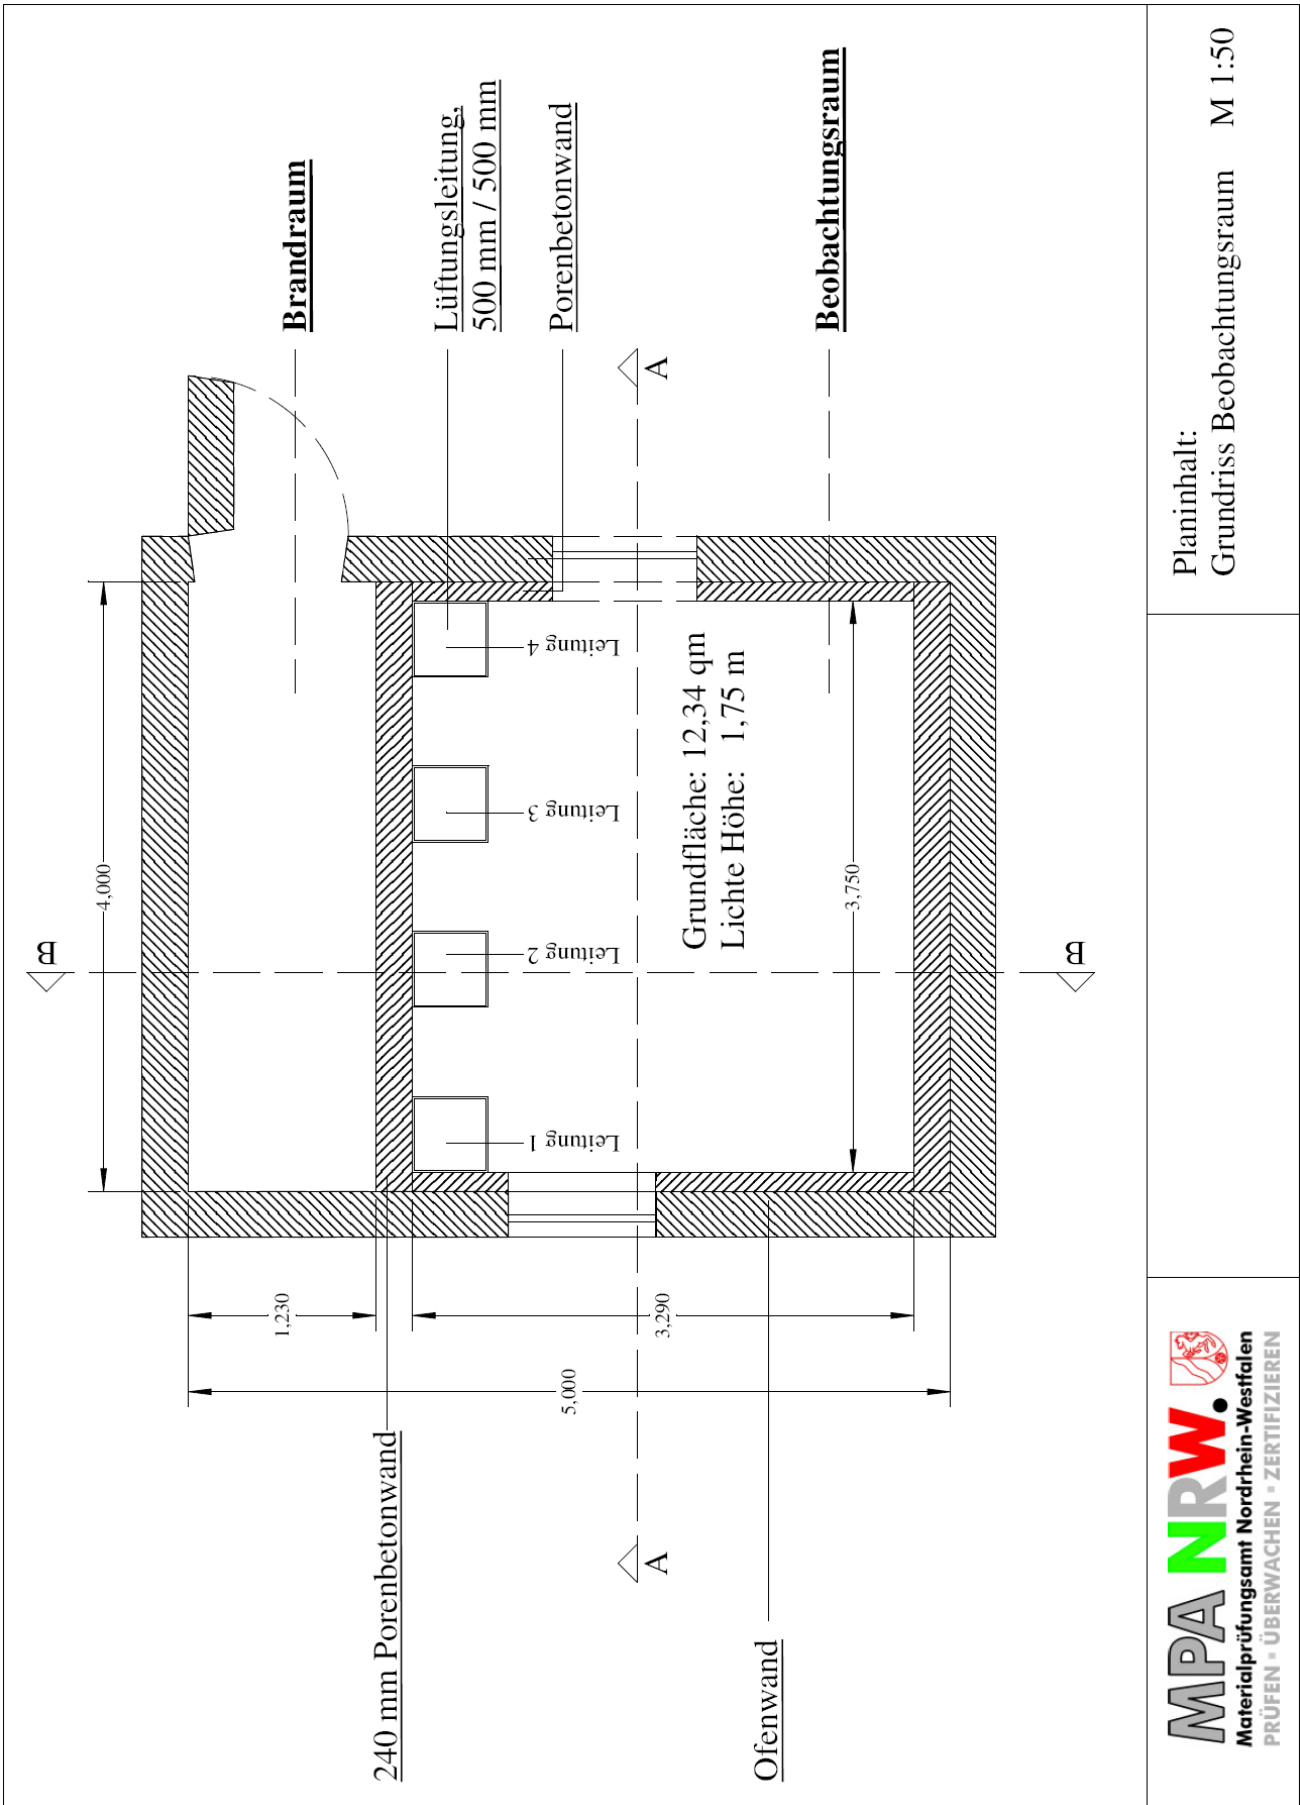 Brandraum
Lüftungsleitung,
500 mm / 500 mm
Porenbetonwand
Beobachtungsraum
240 mm Porenbetonwand
Ofenwand
4,000
3,750
1,230
3,290
5,000
B
B
A
A
Leitung 1
Leitung 2
Leitung 3
Leitung 4
Grundfläche: 12,34 qm
Lichte Höhe: 1,75 m
MPA NRW.
Materialprüfungsamt Nordrhein-Westfalen
PRÜFEN ▪ ÜBERWACHEN ▪ ZERTIFIZIEREN
Planinhalt:
Grundriss Beobachtungsraum M 1:50